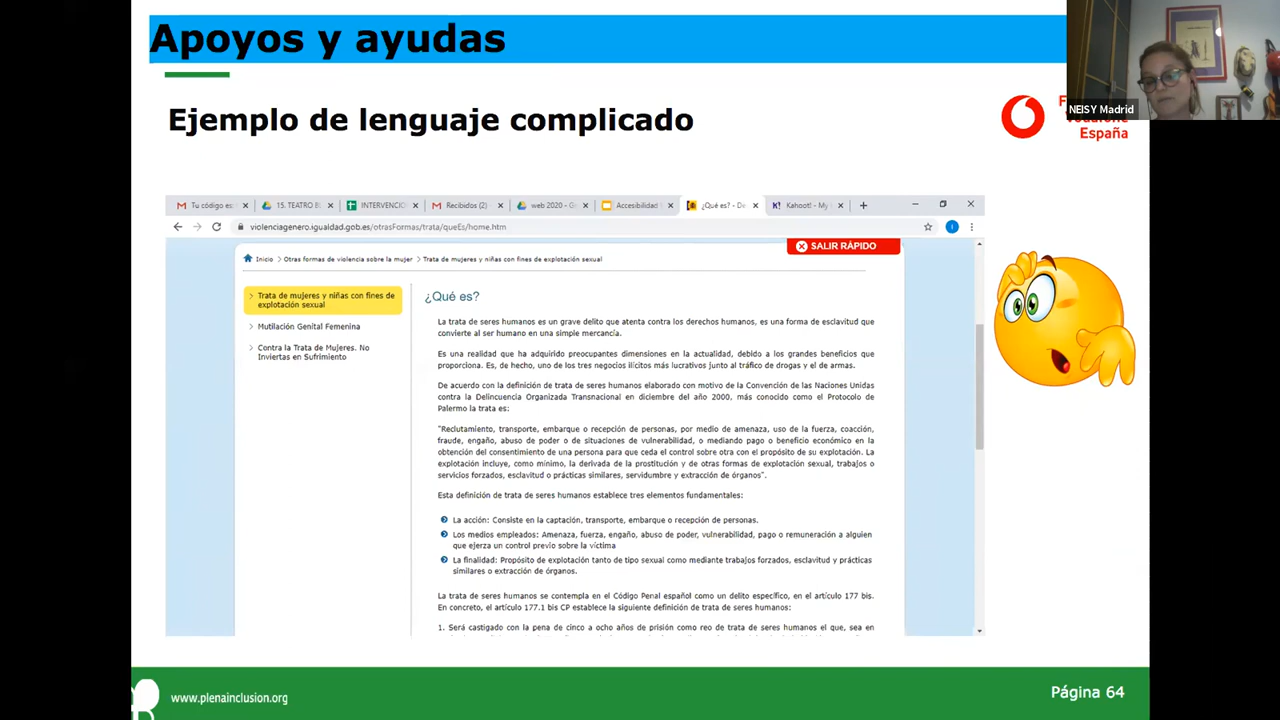 Apoyos y ayudas
NEISY Madrid
España
Ejemplo de lenguaje complicado
Tu código es:
15. TEATRO BL
INTERVENCIO
Recibidos (2)
web 2020 - G
Accesibilidad
¿Qué es? - De
Kahoot! - My
violenciagenero.igualdad.gob.es/otrasFormas/trata/queEs/home.htm
SALIR RÁPIDO
Inicio > Otras formas de violencia sobre la mujer > Trata de mujeres y niñas con fines de explotación sexual
Trata de mujeres y niñas con fines de
explotación sexual
Mutilación Genital Femenina
Contra la Trata de Mujeres. No
Inviertas en Sufrimiento
¿Qué es?
La trata de seres humanos es un grave delito que atenta contra los derechos humanos, es una forma de esclavitud que
convierte al ser humano en una simple mercancía.
Es una realidad que ha adquirido preocupantes dimensiones en la actualidad, debido a los grandes beneficios que
proporciona. Es, de hecho, uno de los tres negocios ilícitos más lucrativos junto al tráfico de drogas y el de armas.
De acuerdo con la definición de trata de seres humanos elaborado con motivo de la Convención de las Naciones Unidas
contra la Delincuencia Organizada Transnacional en diciembre del año 2000, más conocido como el Protocolo de
Palermo la trata es:
"Reclutamiento, transporte, embarque o recepción de personas, por medio de amenaza, uso de la fuerza, coacción,
fraude, engaño, abuso de poder o de situaciones de vulnerabilidad, o mediando pago o beneficio económico en la
obtención del consentimiento de una persona para que ceda el control sobre otra con el propósito de su explotación. La
explotación incluye, como mínimo, la derivada de la prostitución y de otras formas de explotación sexual, trabajos o
servicios forzados, esclavitud o prácticas similares, servidumbre y extracción de órganos".
Esta definición de trata de seres humanos establece tres elementos fundamentales:
La acción: Consiste en la captación, transporte, embarque o recepción de personas.
Los medios empleados: Amenaza, fuerza, engaño, abuso de poder, vulnerabilidad, pago o remuneración a alguien
que ejerza un control previo sobre la víctima
La finalidad: Propósito de explotación tanto de tipo sexual como mediante trabajos forzados, esclavitud y prácticas
similares o extracción de órganos.
La trata de seres humanos se contempla en el Código Penal español como un delito específico, en el artículo 177 bis.
En concreto, el artículo 177.1 bis CP establece la siguiente definición de trata de seres humanos:
1. Será castigado con la pena de cinco a ocho años de prisión como reo de trata de seres humanos el que, sea en
www.plenainclusion.org
Página 64